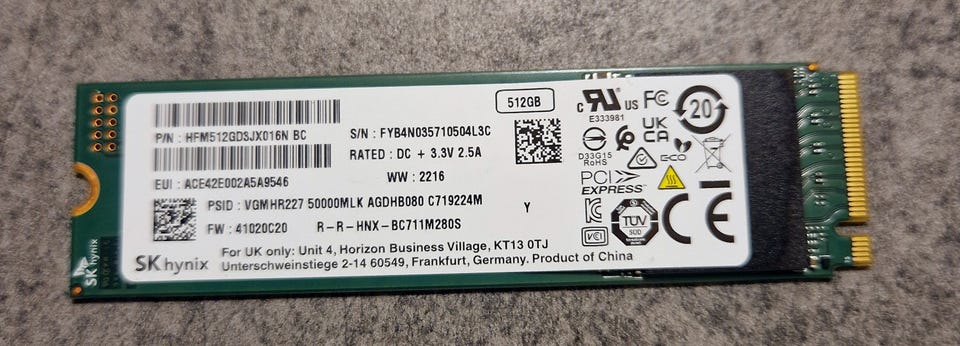 512GB
P/N : HFM512GD3JX016N BC
S/N : FYB4N035710504L3C
RATED : DC + 3.3V 2.5A
EUI : ACE42E002A5A9546
WW : 2216
PSID : VGMHR227 50000MLK AGDHB080 C719224M
Y
FW : 41020C20
R-R-HNX-BC711M280S
For UK only: Unit 4, Horizon Business Village, KT13 0TJ
SK hynix
Unterschweinstiege 2-14 60549, Frankfurt, Germany. Product of China
c RU US
E333981
FC
20
UK
CA
D33G15
RoHS
ECO
PCI
EXPRESS
VCI
TÜV
SÜD
CE
SK hynix